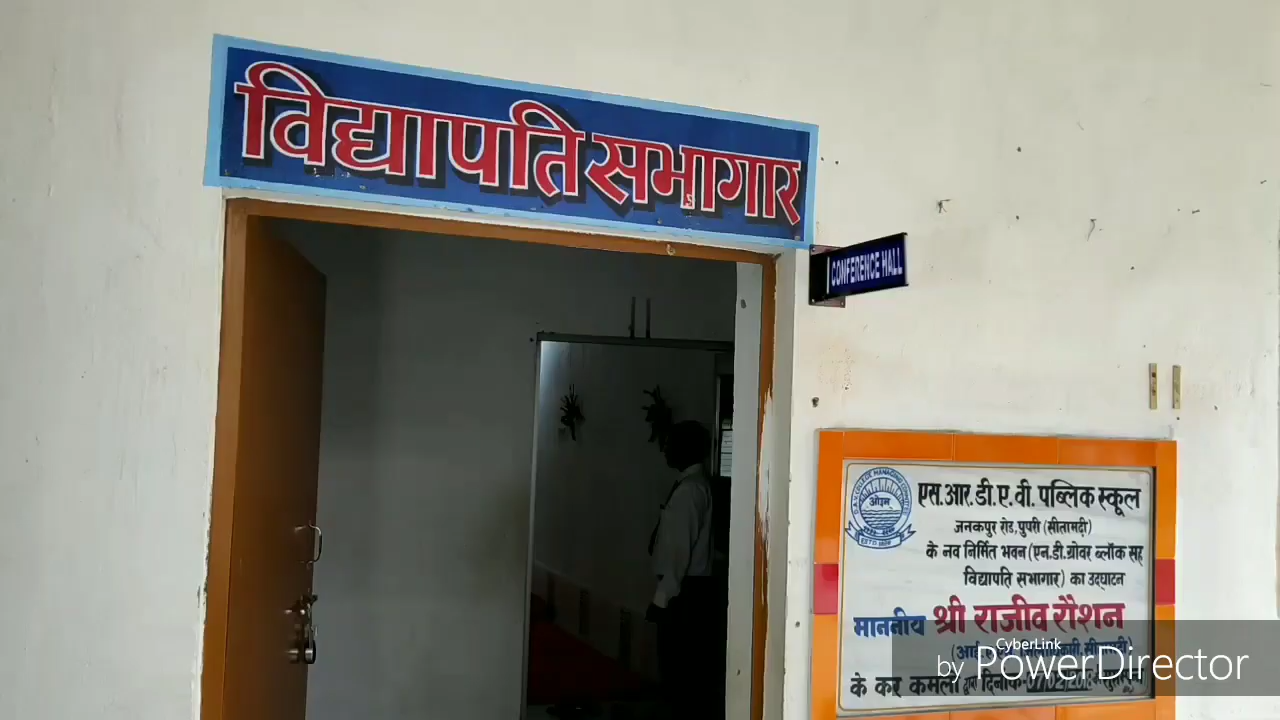 विद्यापति सभागार
CONFERENCE HALL
एस.आर.डी.ए.वी. पब्लिक स्कूल
जनकपुर रोड, पुपरी (सीतामढ़ी)
के नव निर्मित भवन (एन.डी.ग्रोवर ब्लॉक सह
विद्यापति सभागार) का उद्घाटन
माननीय श्री राजीव रौशन
के कर कमलों द्वारा दिनांक
CyberLink
by PowerDirector